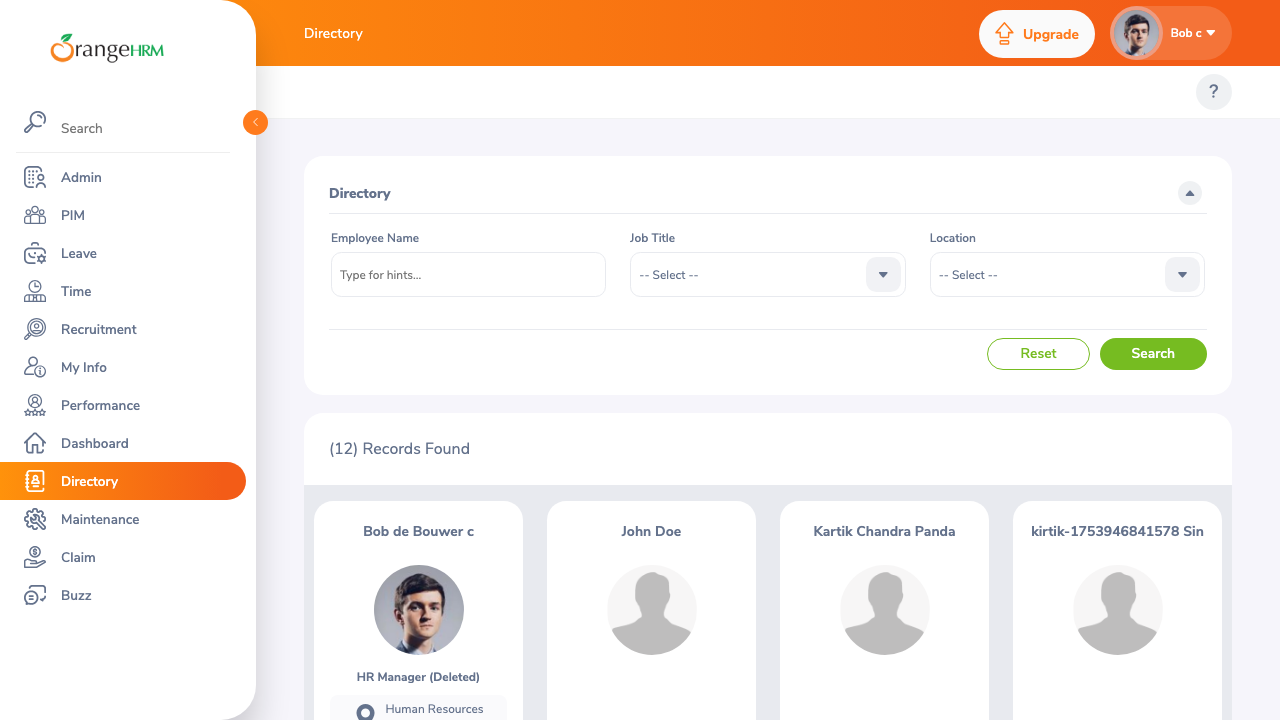 OrangeHRM
Directory
Upgrade
Bob c
?
Search
Admin
PIM
Leave
Time
Recruitment
My Info
Performance
Dashboard
Directory
Maintenance
Claim
Buzz
Directory
Employee Name
Job Title
Location
Type for hints...
-- Select --
-- Select --
Reset
Search
(12) Records Found
Bob de Bouwer c
John Doe
Kartik Chandra Panda
kirtik-1753946841578 Sin
HR Manager (Deleted)
Human Resources